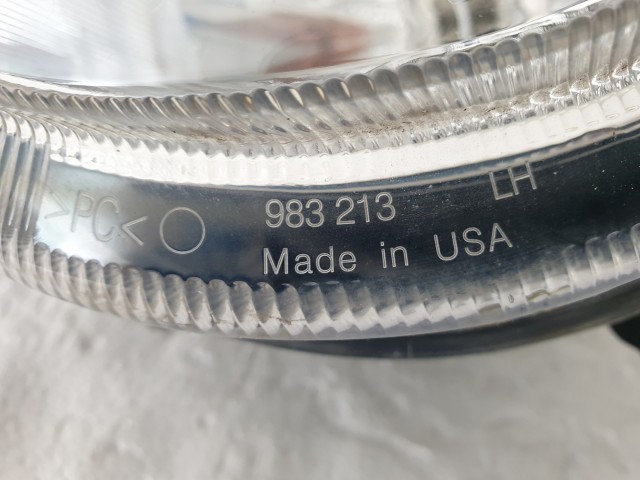 >PC<
983 213
LH
Made in USA